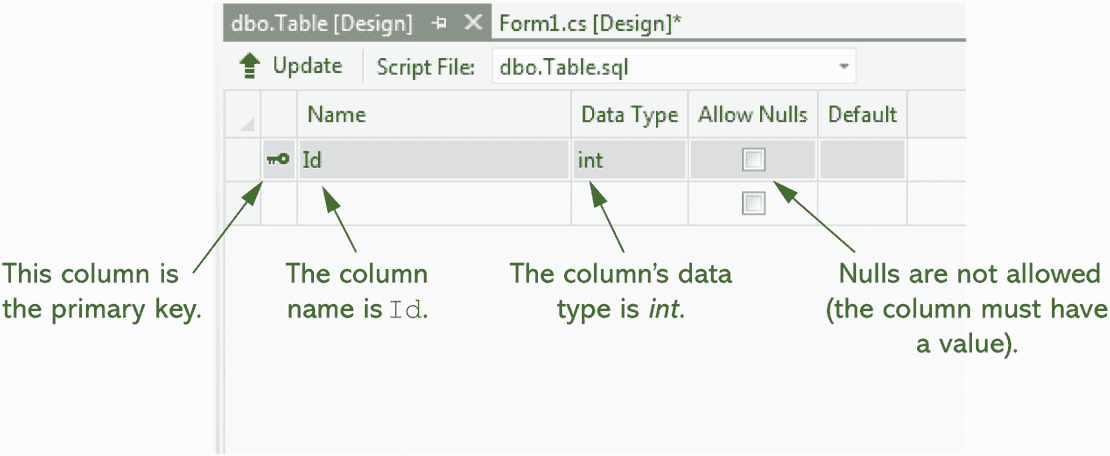 dbo.Table [Design] Form1.cs [Design]*
Update Script File: dbo.Table.sql
Name Data Type Allow Nulls Default
Id int
This column is
the primary key.
The column
name is Id.
The column’s data
type is int.
Nulls are not allowed
(the column must have
a value).